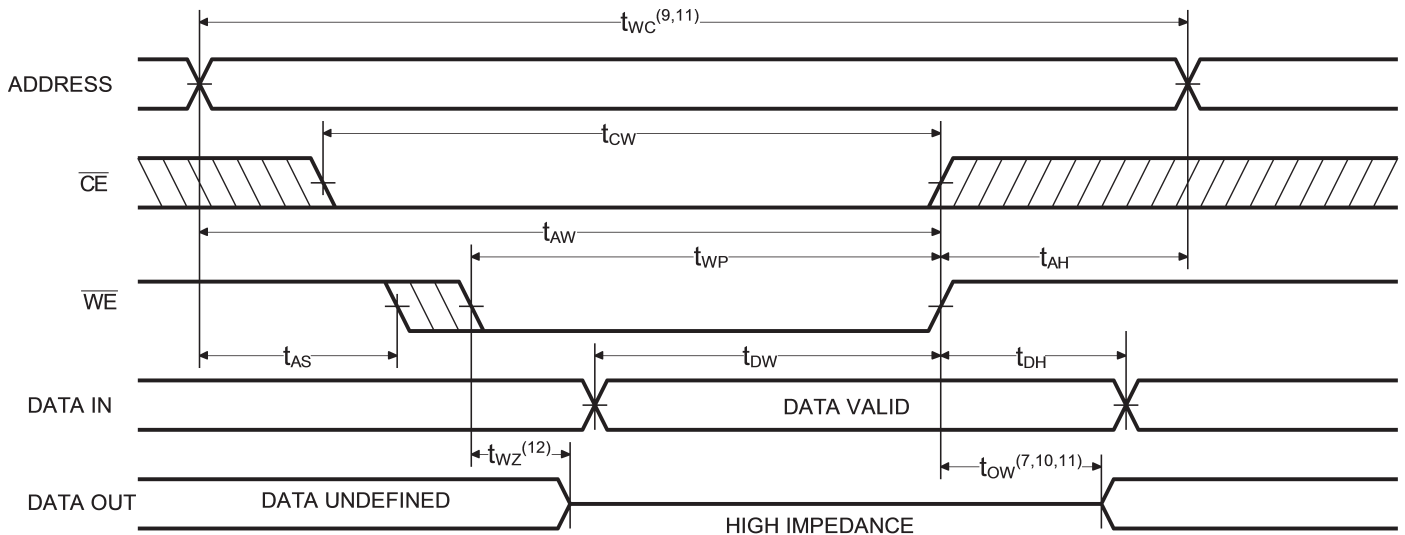 tWC(9,11)
ADDRESS
tCW
CE
tAW
tWP
tAH
WE
tAS
tDW
tDH
DATA IN
DATA VALID
tWZ(12)
tOW(7,10,11)
DATA OUT
DATA UNDEFINED
HIGH IMPEDANCE